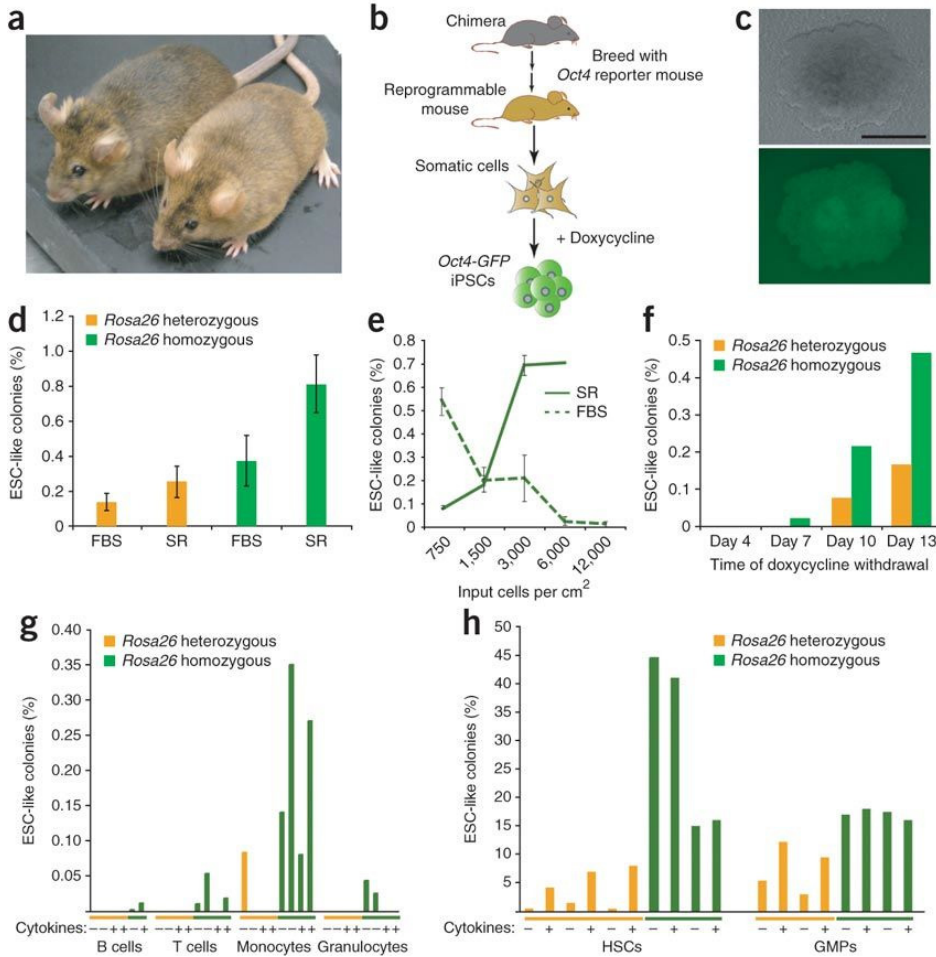 a
b
Chimera
Breed with
Oct4 reporter mouse
Reprogrammable
mouse
Somatic cells
+ Doxycycline
Oct4-GFP
iPSCs
c
d
ESC-like colonies (%)
1.2
1.0
0.8
0.6
0.4
0.2
0
Rosa26 heterozygous
Rosa26 homozygous
FBS SR FBS SR
e
ESC-like colonies (%)
0.8
0.7
0.6
0.5
0.4
0.3
0.2
0.1
0
SR
FBS
750 1,500 3,000 6,000 12,000
Input cells per cm2
f
ESC-like colonies (%)
0.5
0.4
0.3
0.2
0.1
0
Rosa26 heterozygous
Rosa26 homozygous
Day 4 Day 7 Day 10 Day 13
Time of doxycycline withdrawal
g
ESC-like colonies (%)
0.40
0.35
0.30
0.25
0.20
0.15
0.10
0.05
Rosa26 heterozygous
Rosa26 homozygous
Cytokines: −−++−+ −−++−+ −−++−−++ −−++−−++
B cells T cells Monocytes Granulocytes
h
ESC-like colonies (%)
50
45
40
35
30
25
20
15
10
5
Rosa26 heterozygous
Rosa26 homozygous
Cytokines: − + − + − + − + − + − + − + − + − +
HSCs GMPs